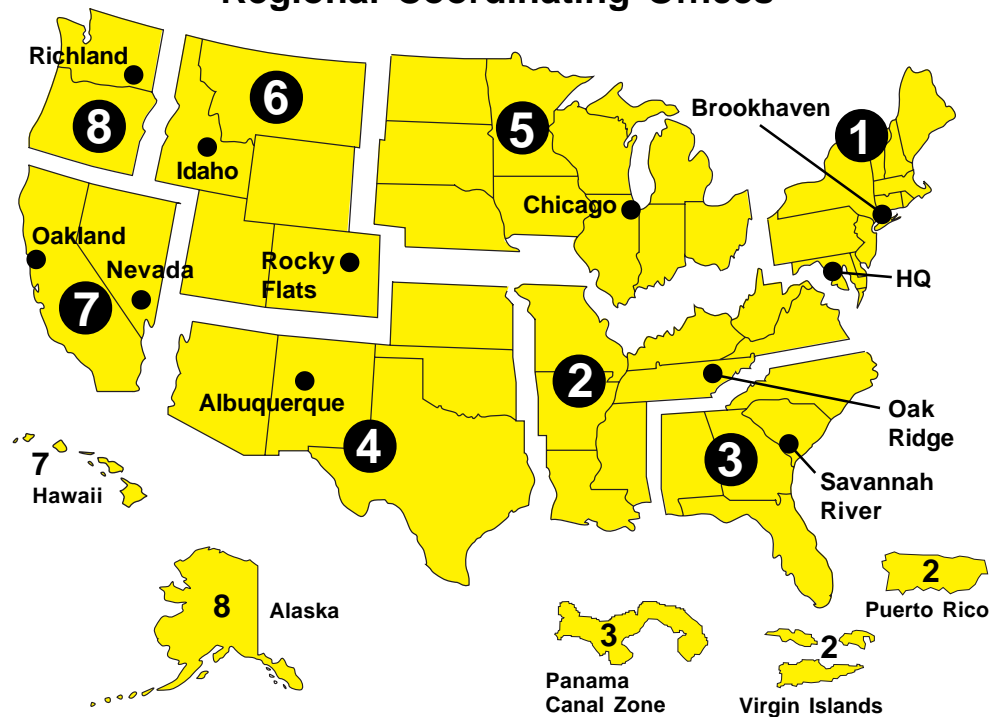 Regional Coordinating Offices
Richland
8
6
Idaho
5
Chicago
Brookhaven
1
Oakland
7
Nevada
Rocky
Flats
HQ
Albuquerque
4
2
Oak
Ridge
3
Savannah
River
7
Hawaii
8
Alaska
3
Panama
Canal Zone
2
Puerto Rico
2
Virgin Islands